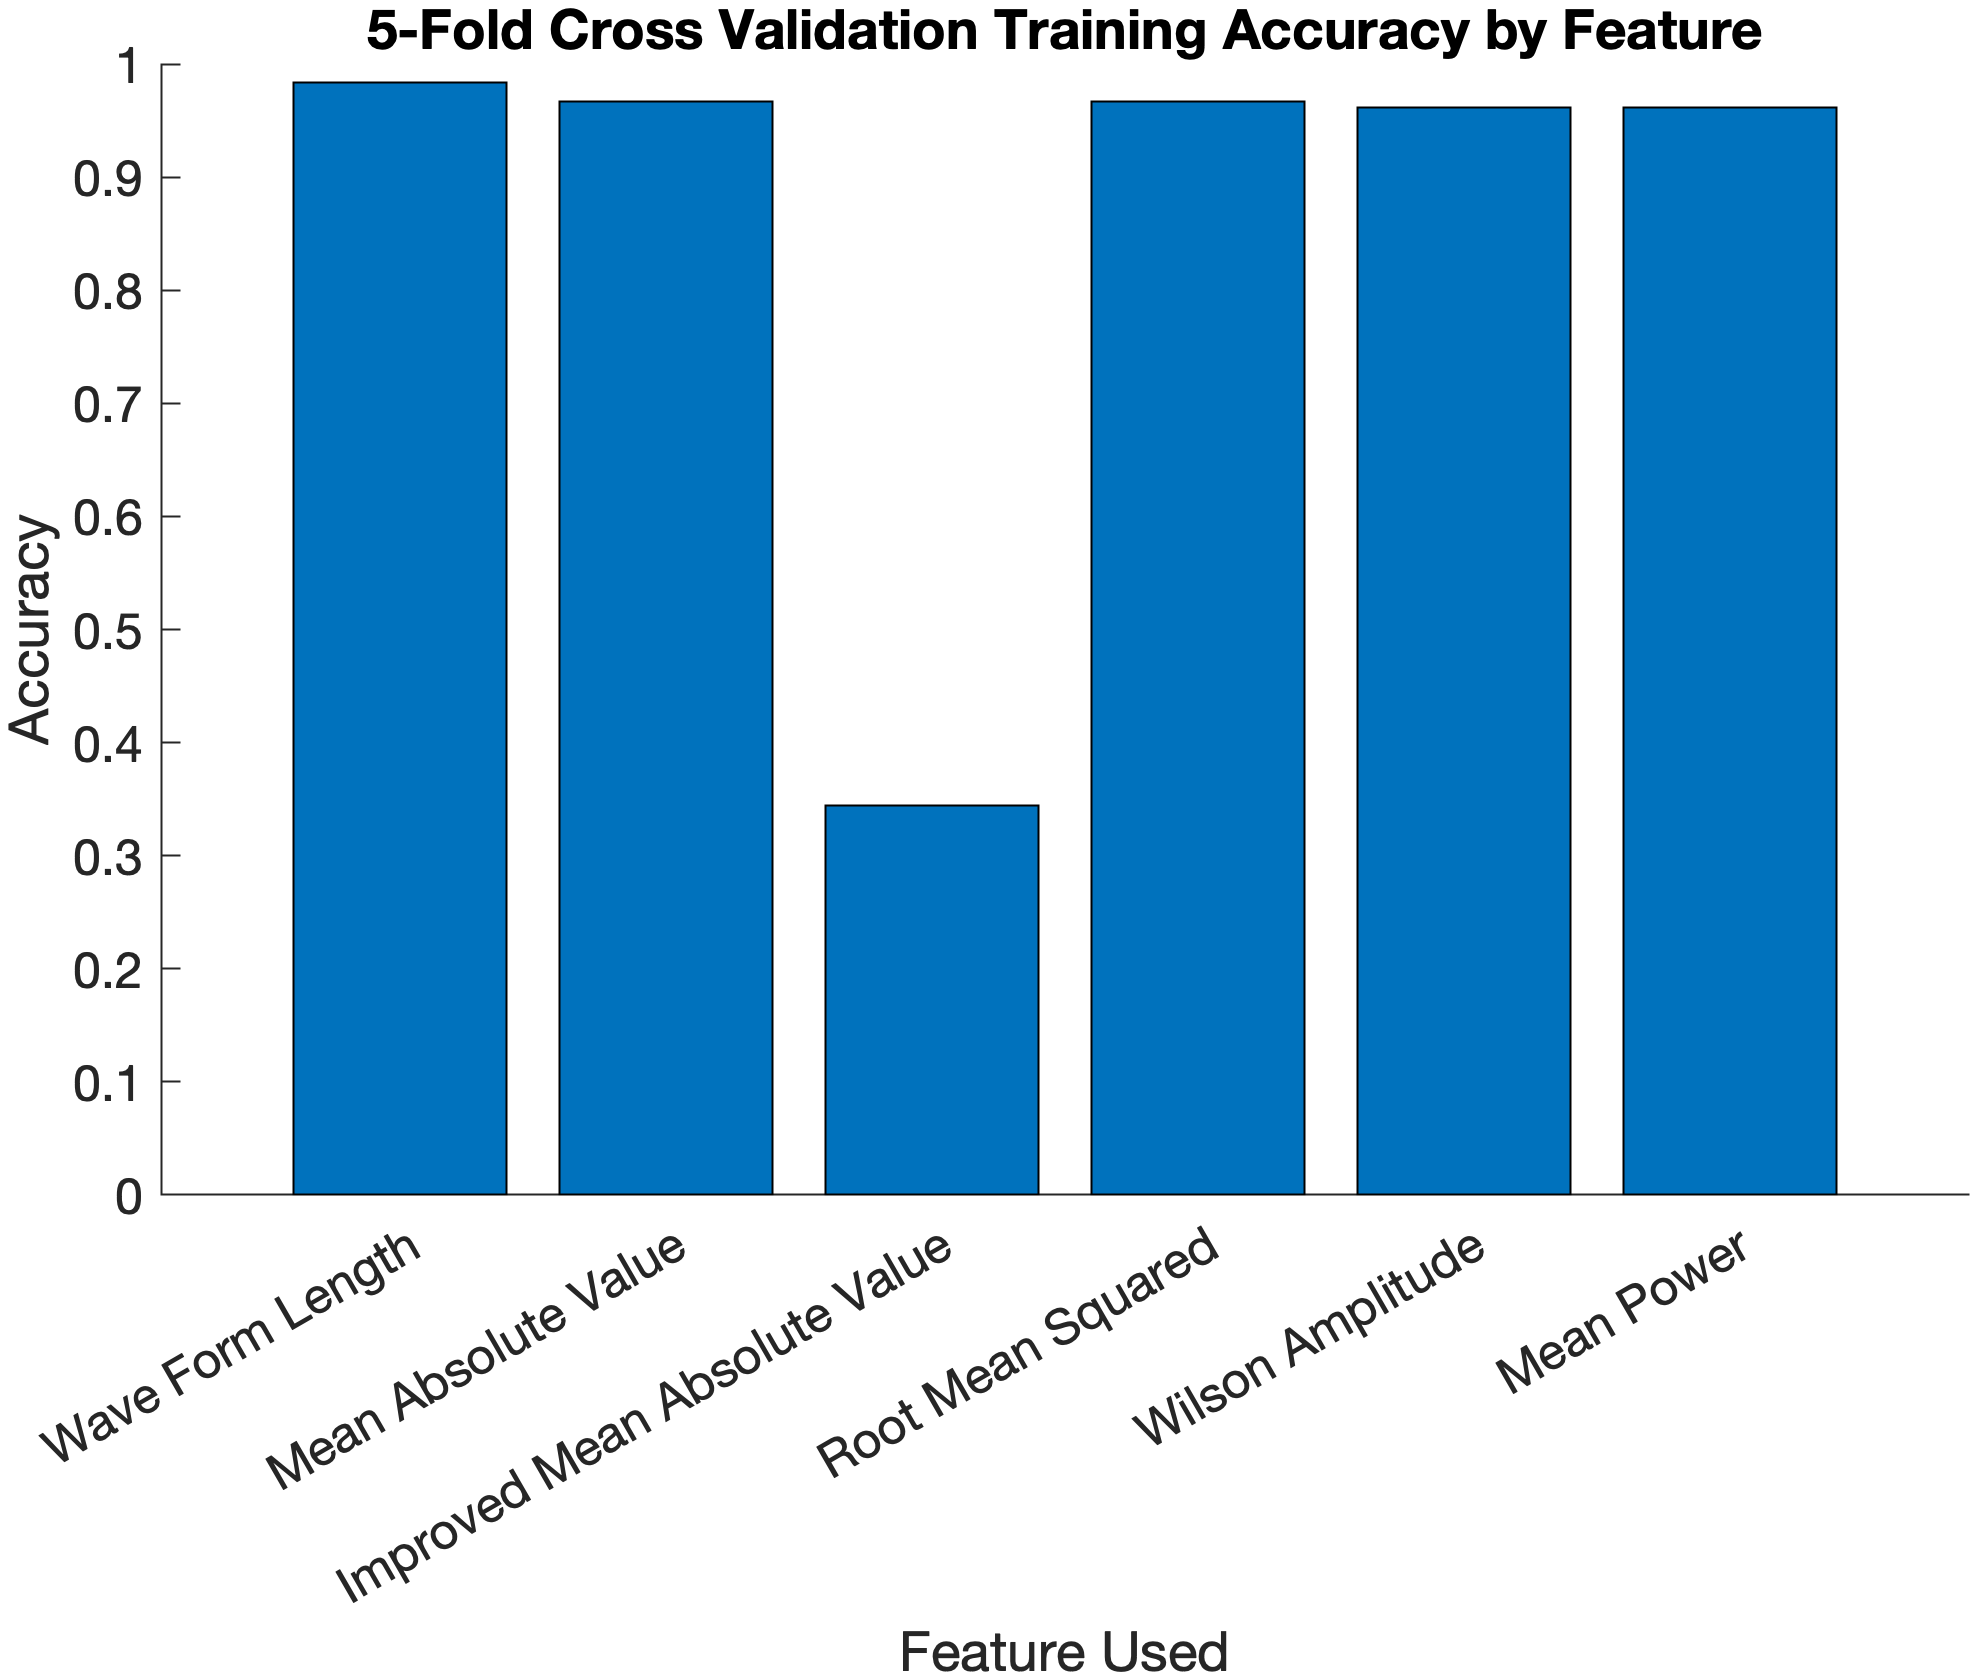 5-Fold Cross Validation Training Accuracy by Feature
1
0.9
0.8
0.7
0.6
0.5
0.4
0.3
0.2
0.1
0
Accuracy
Wave Form Length
Mean Absolute Value
Improved Mean Absolute Value
Root Mean Squared
Wilson Amplitude
Mean Power
Feature Used